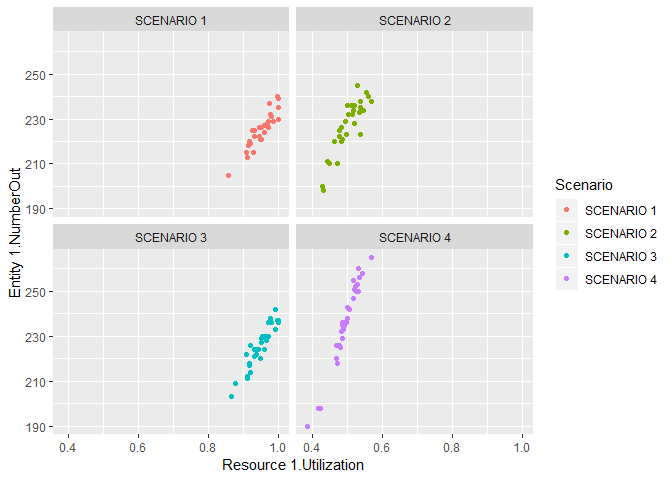 SCENARIO 1
SCENARIO 2
250
230
210
190
SCENARIO 3
SCENARIO 4
250
230
210
190
0.4
0.6
0.8
1.0
0.4
0.6
0.8
1.0
Resource 1.Utilization
Entity 1.NumberOut
Scenario
SCENARIO 1
SCENARIO 2
SCENARIO 3
SCENARIO 4